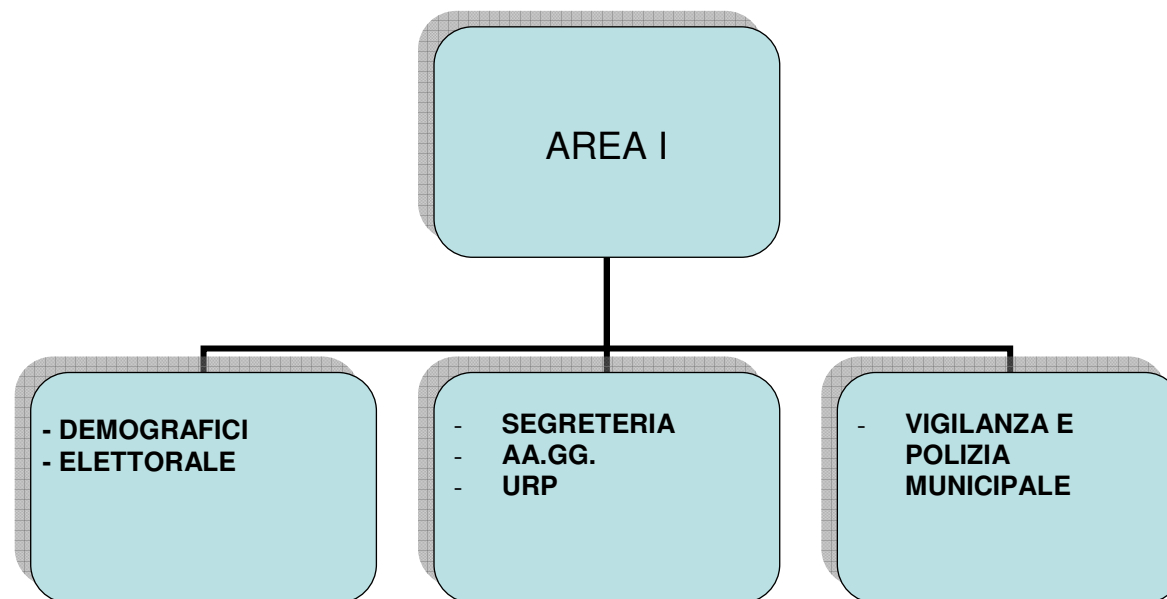 AREA I
- DEMOGRAFICI
- ELETTORALE
- SEGRETERIA
- AA.GG.
- URP
- VIGILANZA E
POLIZIA
MUNICIPALE